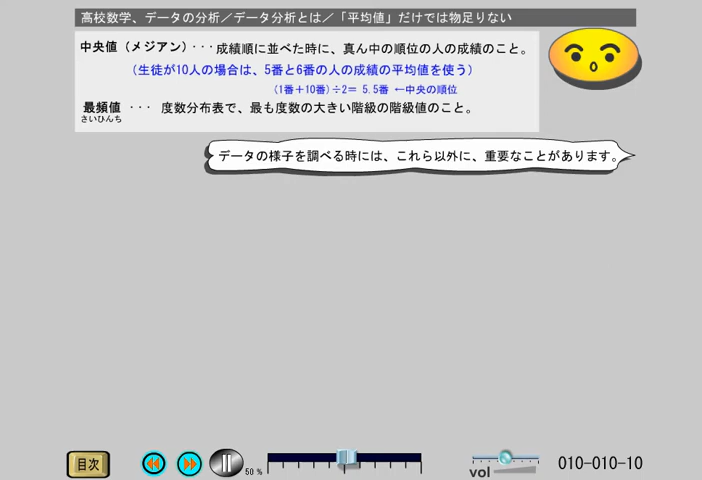 高校数学、データの分析／データ分析とは／「平均値」だけでは物足りない
中央値（メジアン）･･･成績順に並べた時に、真ん中の順位の人の成績のこと。
（生徒が10人の場合は、5番と6番の人の成績の平均値を使う）
（1番＋10番）÷2＝ 5.5番 ←中央の順位
最頻値 ･･･ 度数分布表で、最も度数の大きい階級の階級値のこと。
さいひんち
データの様子を調べる時には、これら以外に、重要なことがあります。
目次
50 %
vol
010-010-10